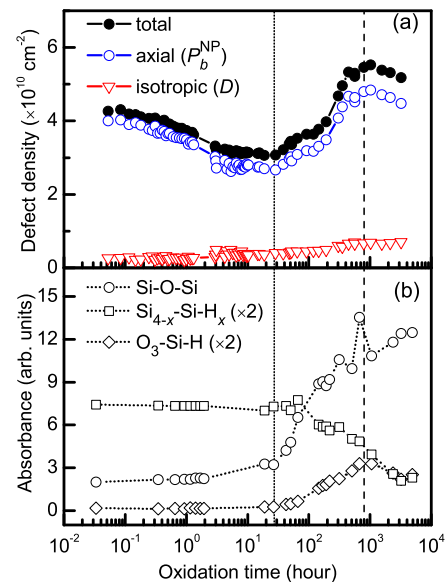 (a)
total
axial (P_b^NP)
isotropic (D)
Defect density (×10^10 cm^-2)
6
4
2
0
(b)
Si-O-Si
Si_4-x-Si-H_x (×2)
O_3-Si-H (×2)
Absorbance (arb. units)
12
9
6
3
0
10^-2 10^-1 10^0 10^1 10^2 10^3 10^4
Oxidation time (hour)